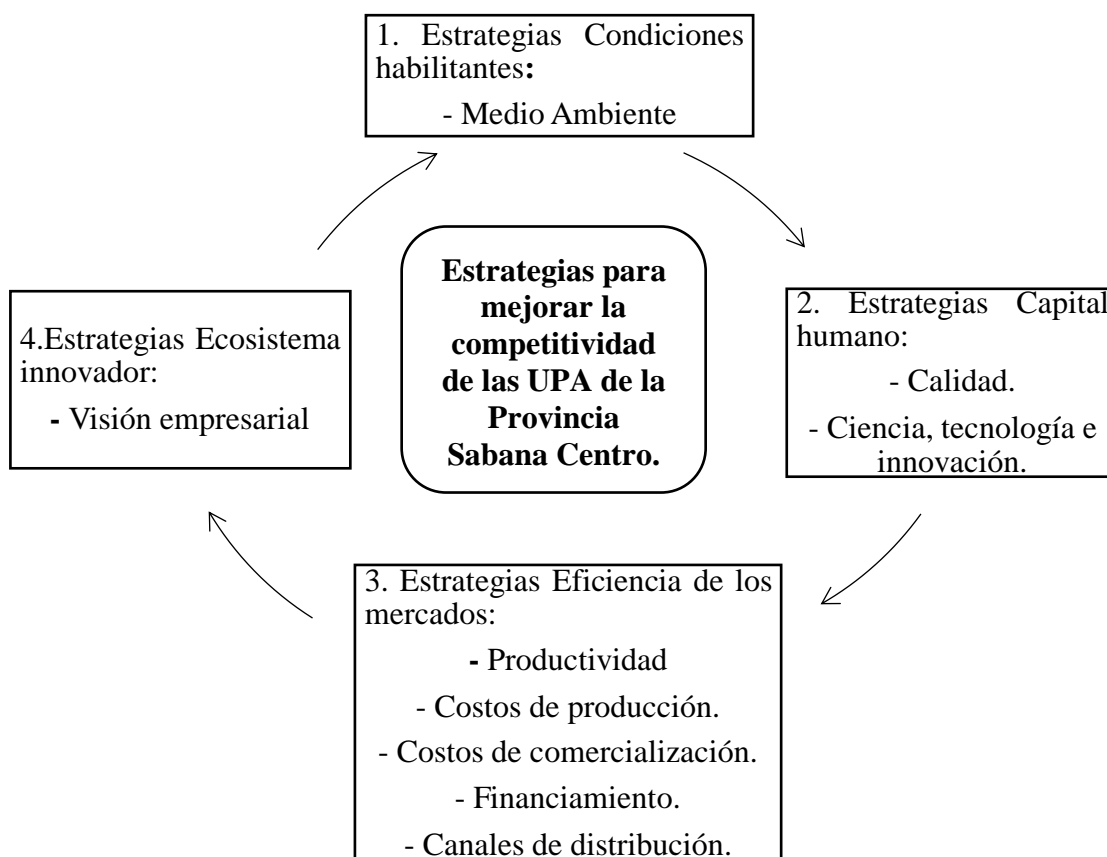 1. Estrategias Condiciones
habilitantes:
- Medio Ambiente
Estrategias para
mejorar la
competitividad
de las UPA de la
Provincia
Sabana Centro.
2. Estrategias Capital
humano:
- Calidad.
- Ciencia, tecnología e
innovación.
3. Estrategias Eficiencia de los
mercados:
- Productividad
- Costos de producción.
- Costos de comercialización.
- Financiamiento.
- Canales de distribución.
4.Estrategias Ecosistema
innovador:
- Visión empresarial